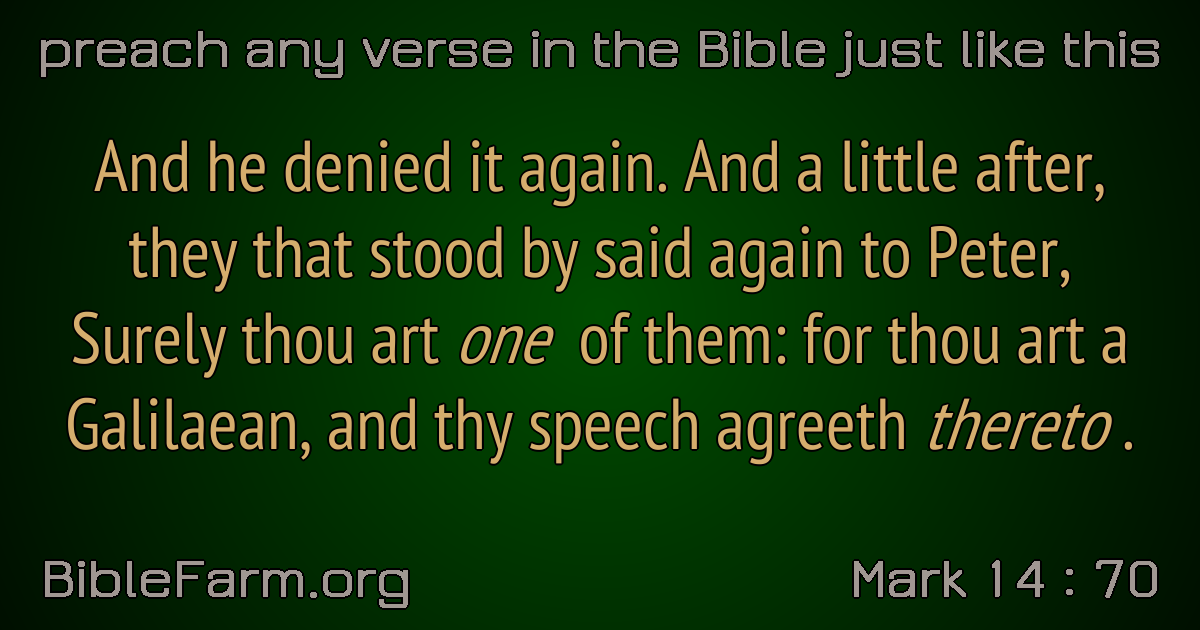 preach any verse in the Bible just like this
And he denied it again. And a little after,
they that stood by said again to Peter,
Surely thou art one of them: for thou art a
Galilaean, and thy speech agreeth thereto .
BibleFarm.org
Mark 14 : 70